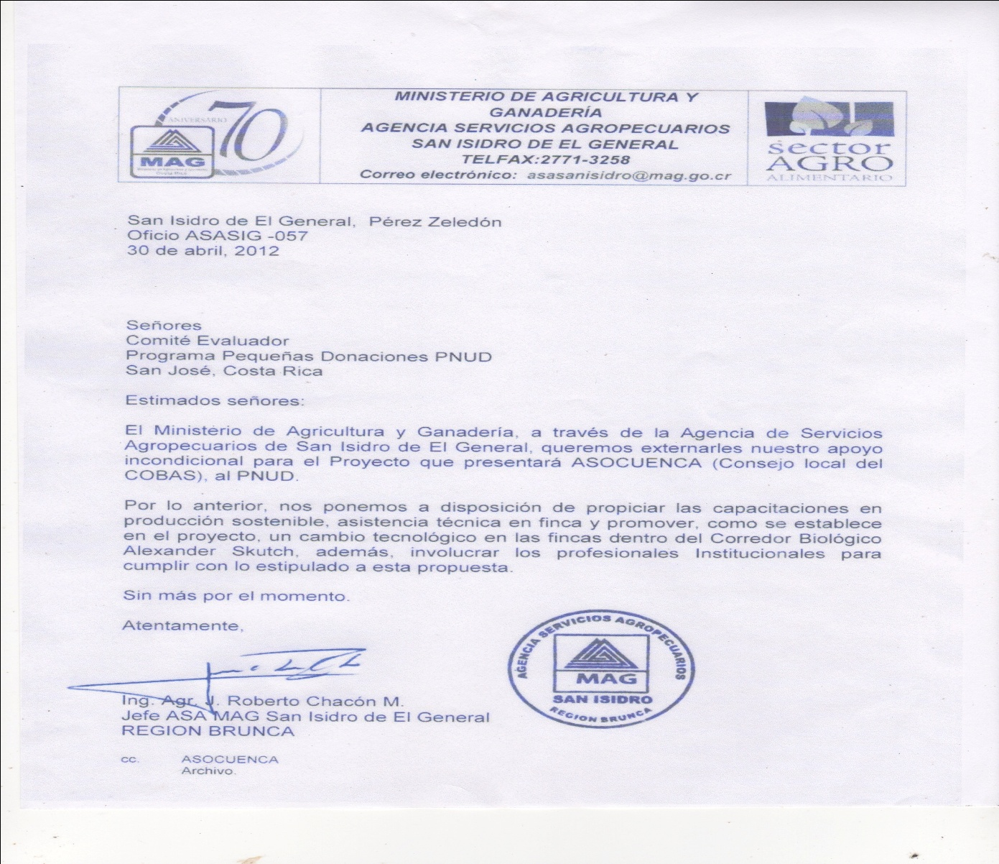 ANIVERSARIO 70
MAG
Costa Rica
MINISTERIO DE AGRICULTURA Y
GANADERÍA
AGENCIA SERVICIOS AGROPECUARIOS
SAN ISIDRO DE EL GENERAL
TELFAX:2771-3258
Correo electrónico: asasanisidro@mag.go.cr
sector
AGRO
ALIMENTARIO
San Isidro de El General, Pérez Zeledón
Oficio ASASIG -057
30 de abril, 2012
Señores
Comité Evaluador
Programa Pequeñas Donaciones PNUD
San José, Costa Rica
Estimados señores:
El Ministerio de Agricultura y Ganadería, a través de la Agencia de Servicios
Agropecuarios de San Isidro de El General, queremos externarles nuestro apoyo
incondicional para el Proyecto que presentará ASOCUENCA (Consejo local del
COBAS), al PNUD.
Por lo anterior, nos ponemos a disposición de propiciar las capacitaciones en
producción sostenible, asistencia técnica en finca y promover, como se establece
en el proyecto, un cambio tecnológico en las fincas dentro del Corredor Biológico
Alexander Skutch, además, involucrar los profesionales Institucionales para
cumplir con lo estipulado a esta propuesta.
Sin más por el momento.
Atentamente,
Ing. Agr. J. Roberto Chacón M.
Jefe ASA MAG San Isidro de El General
REGION BRUNCA
AGENCIA SERVICIOS AGROPECUARIOS
MAG
SAN ISIDRO
REGION BRUNCA
cc. ASOCUENCA
Archivo.